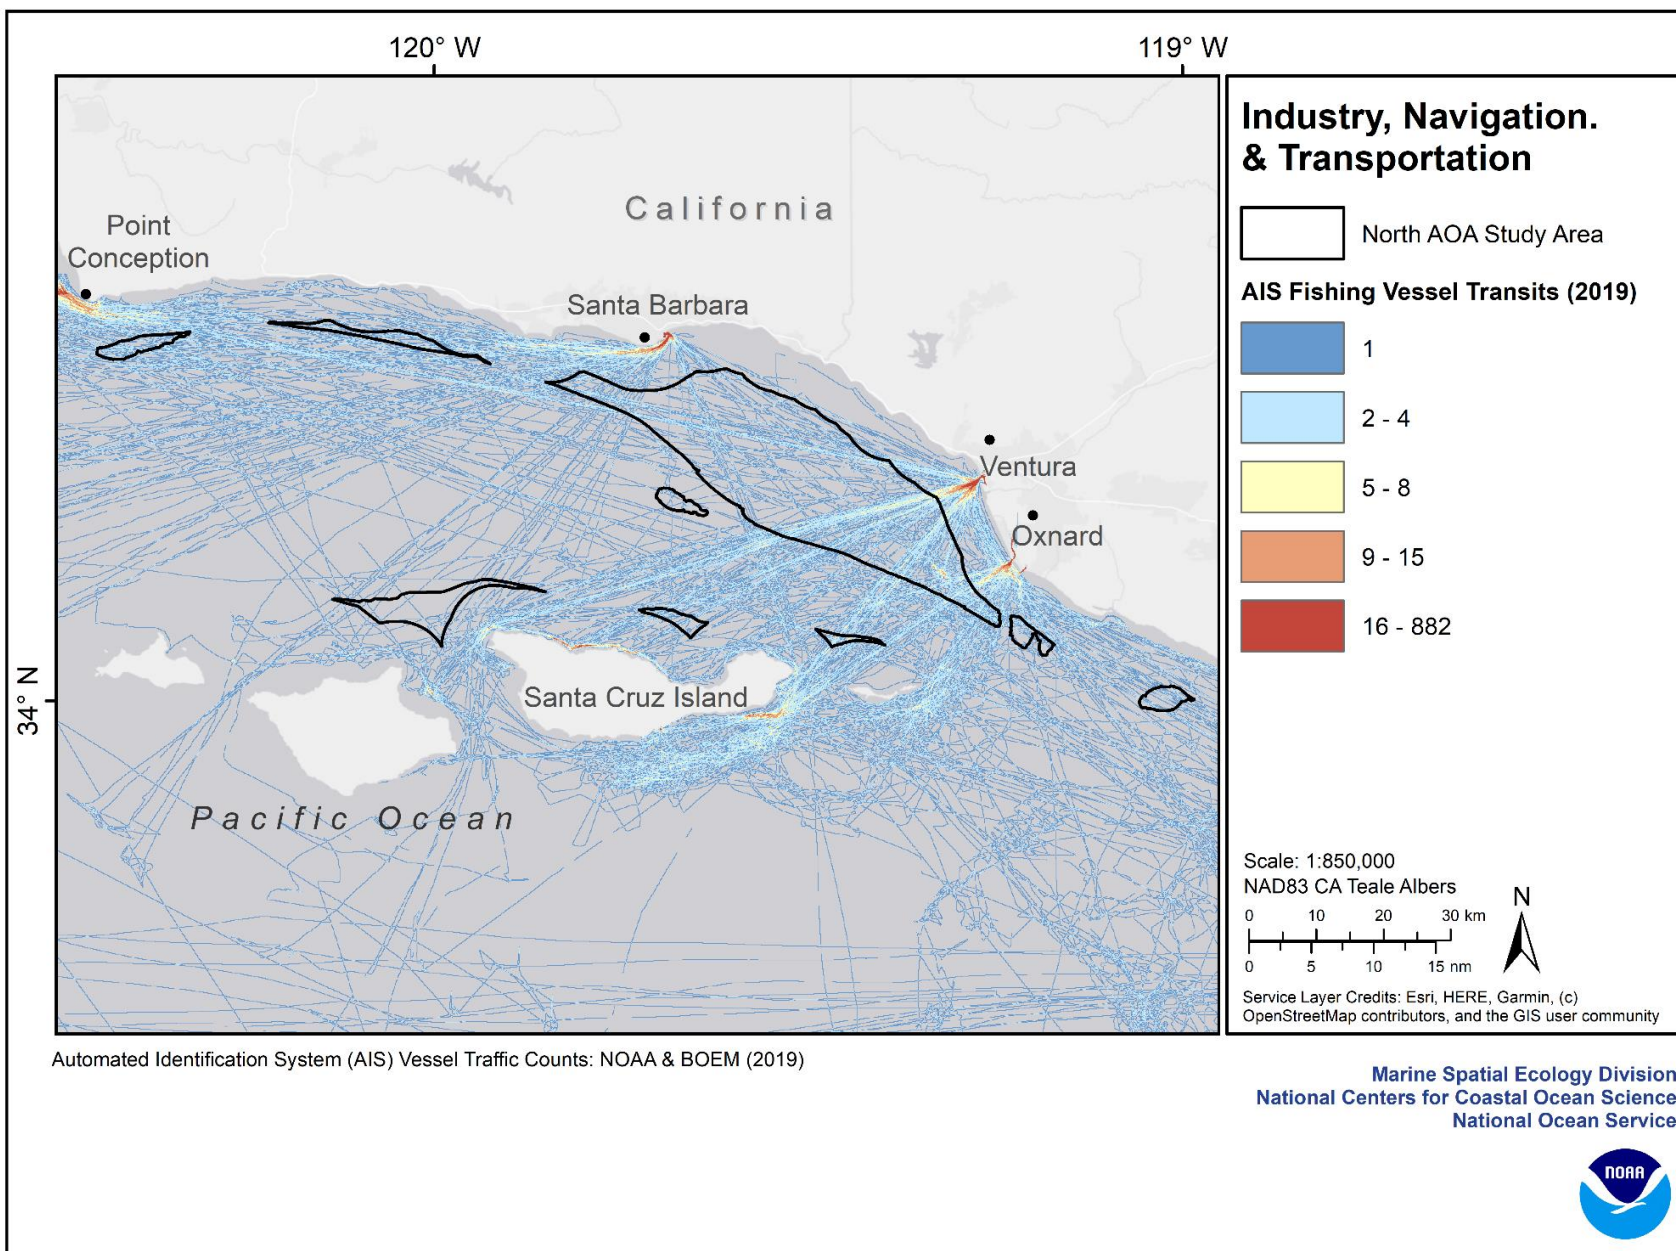 120° W
119° W
34° N
Point
Conception
California
Santa Barbara
Ventura
Oxnard
Santa Cruz Island
Pacific Ocean
Industry, Navigation.
& Transportation
North AOA Study Area
AIS Fishing Vessel Transits (2019)
1
2 - 4
5 - 8
9 - 15
16 - 882
Scale: 1:850,000
NAD83 CA Teale Albers
0 10 20 30 km
0 5 10 15 nm
N
Service Layer Credits: Esri, HERE, Garmin, (c)
OpenStreetMap contributors, and the GIS user community
Automated Identification System (AIS) Vessel Traffic Counts: NOAA & BOEM (2019)
Marine Spatial Ecology Division
National Centers for Coastal Ocean Science
National Ocean Service
NOAA